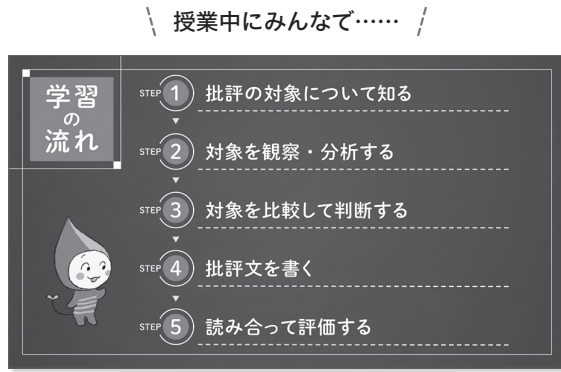 授業中にみんなで……
学習
の
流れ
STEP 1 批評の対象について知る
STEP 2 対象を観察・分析する
STEP 3 対象を比較して判断する
STEP 4 批評文を書く
STEP 5 読み合って評価する